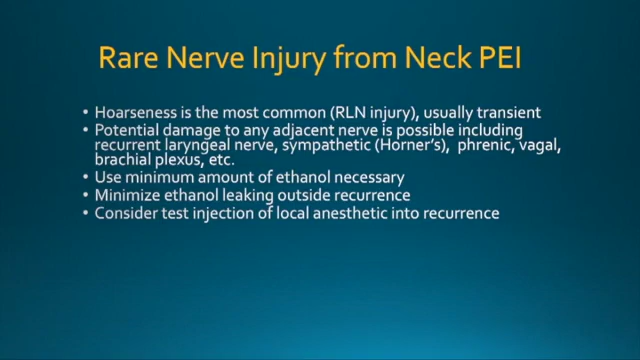 Rare Nerve Injury from Neck PEI
• Hoarseness is the most common (RLN injury), usually transient
• Potential damage to any adjacent nerve is possible including
recurrent laryngeal nerve, sympathetic (Horner's), phrenic, vagal,
brachial plexus, etc.
• Use minimum amount of ethanol necessary
• Minimize ethanol leaking outside recurrence
• Consider test injection of local anesthetic into recurrence